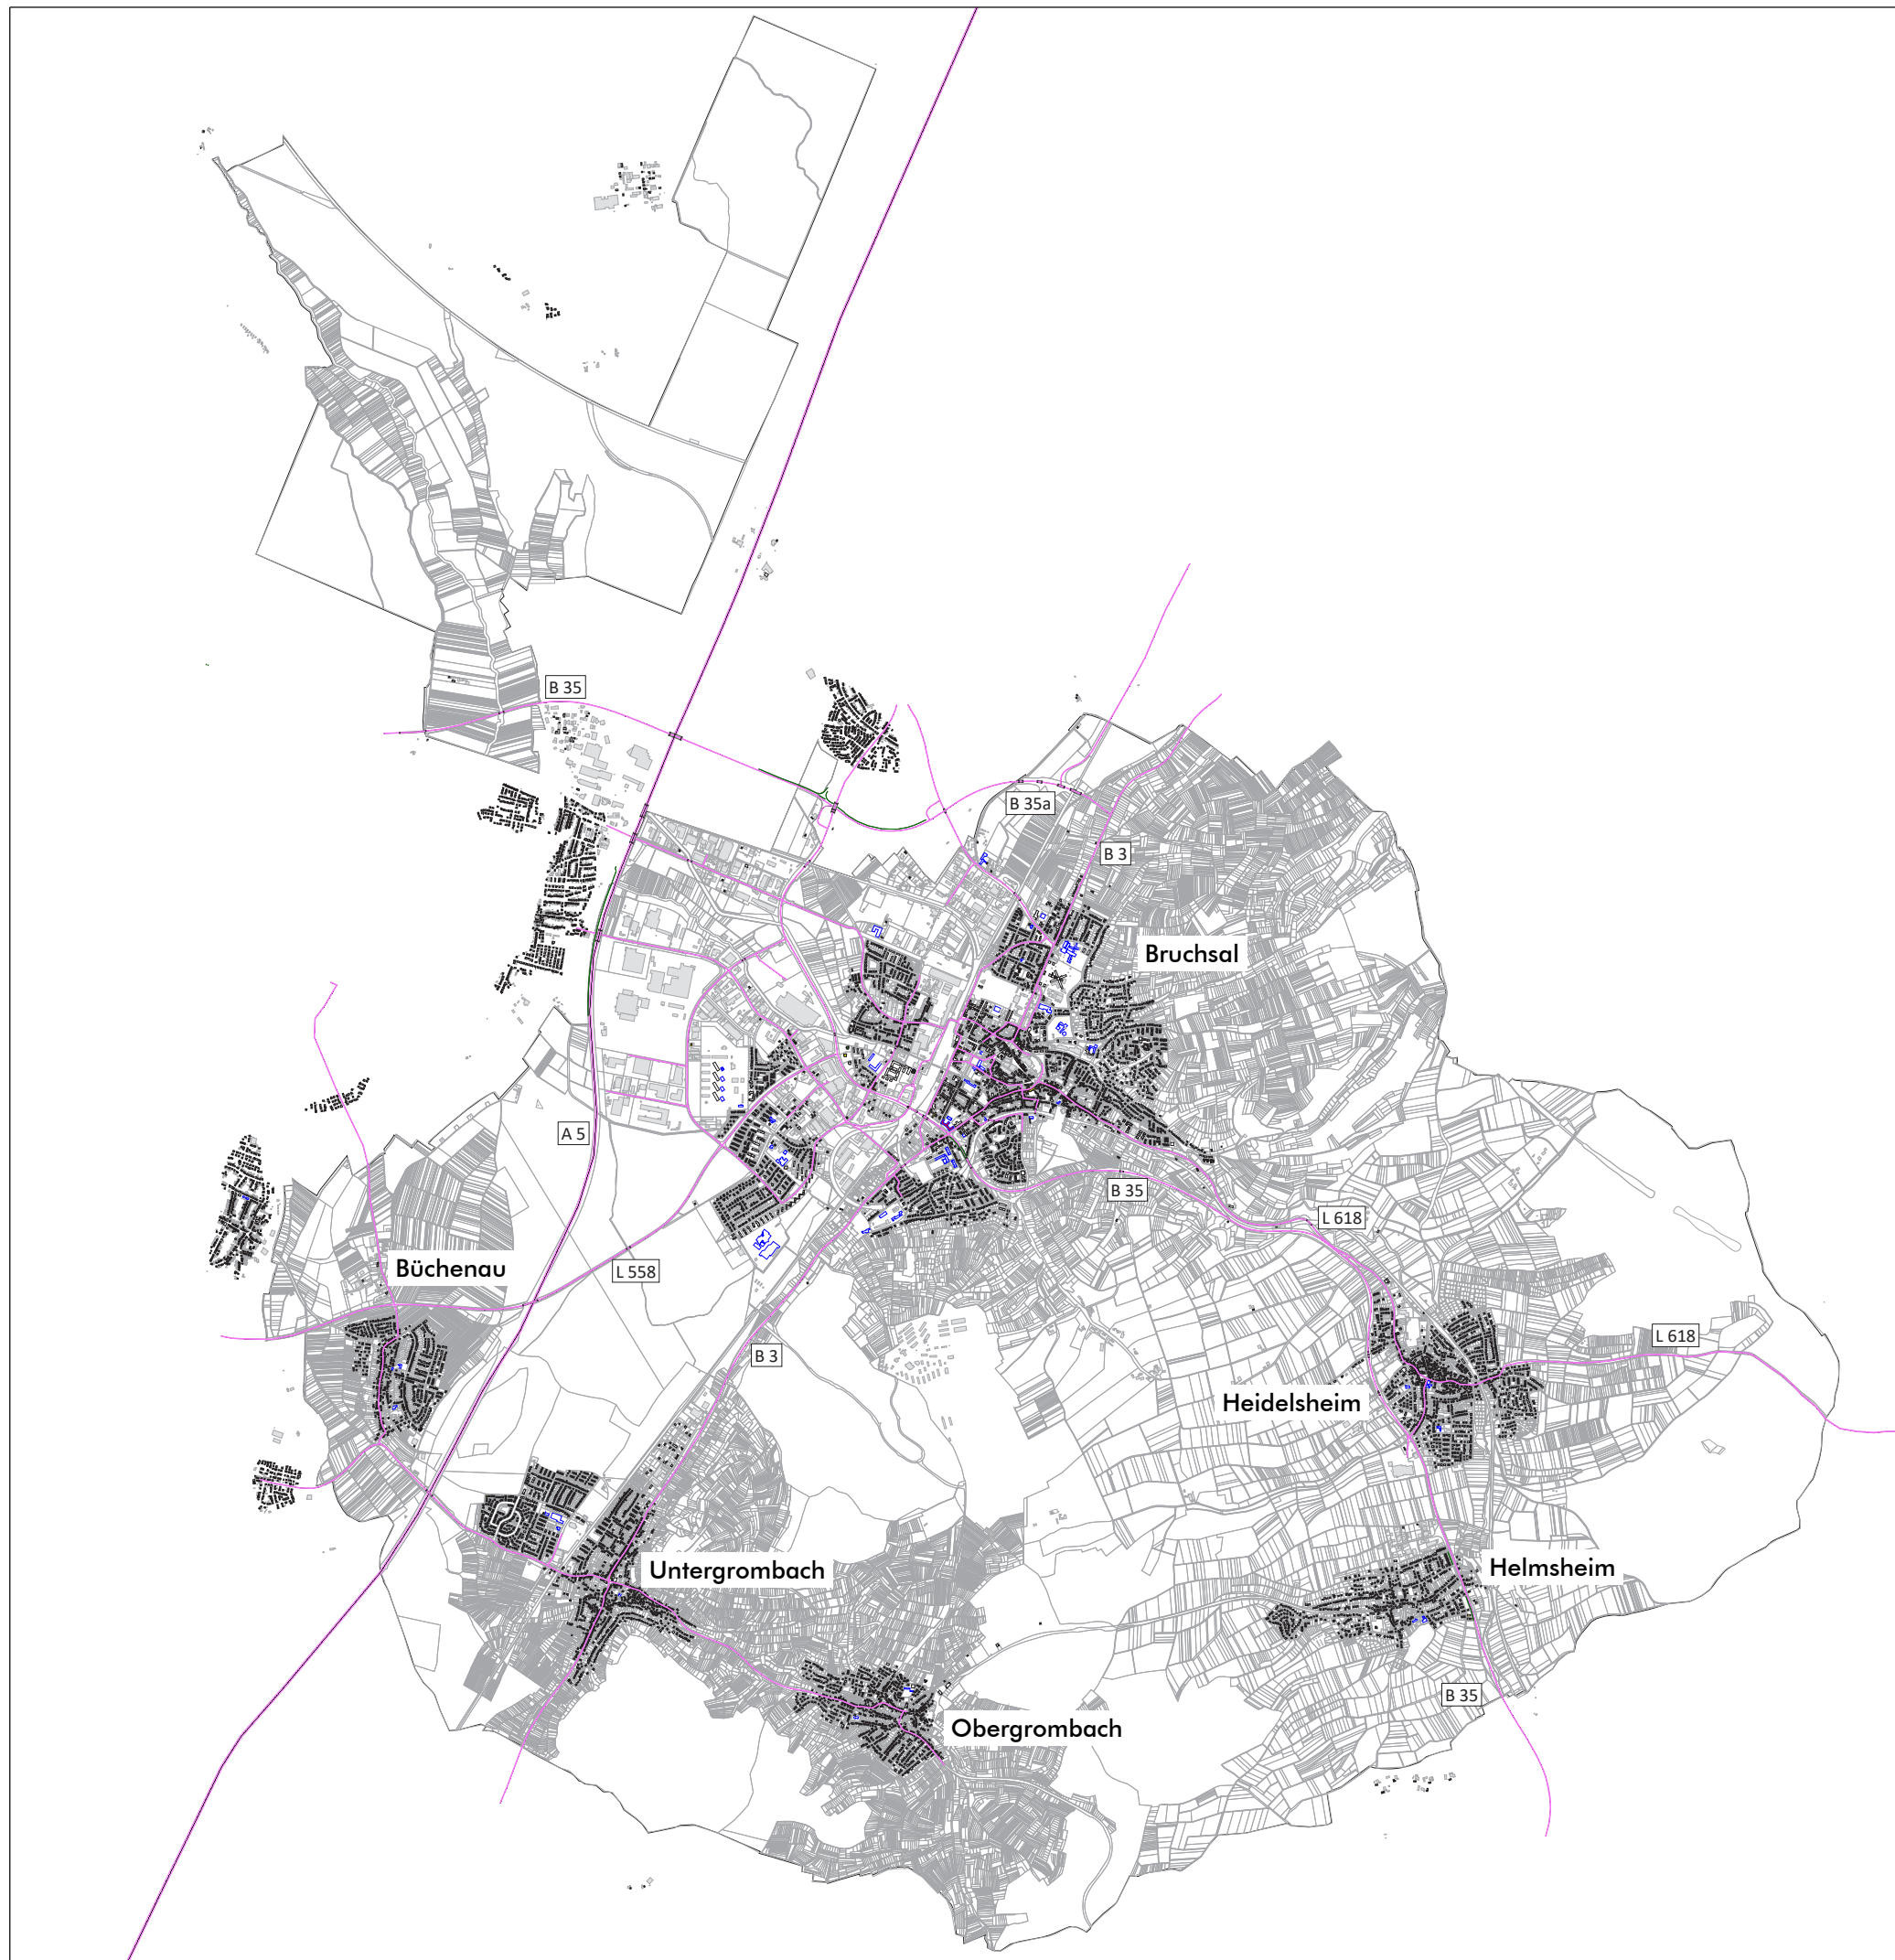 B 35
B 35a
B 3
Bruchsal
A 5
B 35
L 618
Büchenau
L 558
L 618
B 3
Heidelsheim
Untergrombach
Helmsheim
B 35
Obergrombach